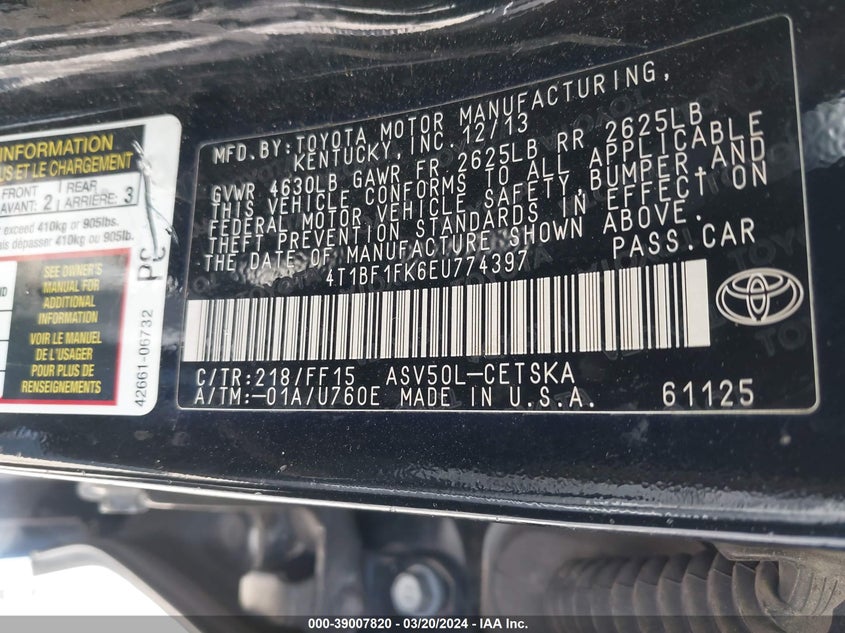 INFORMATION
US ET LE CHARGEMENT
FRONT
AVANT: 2
REAR
ARRIÈRE: 3
exceed 410kg or 905lbs.
ais dépasser 410kg ou 905lb.
SEE OWNER'S
MANUAL FOR
ADDITIONAL
INFORMATION
VOIR LE MANUEL
DE L'USAGER
POUR PLUS DE
RENSEIGNEMENTS
ND
42661-06732
MFD.BY:TOYOTA MOTOR MANUFACTURING,
KENTUCKY, INC. 12/13
GVWR 4630LB GAWR FR 2625LB RR 2625LB
THIS VEHICLE CONFORMS TO ALL APPLICABLE
FEDERAL MOTOR VEHICLE SAFETY,BUMPER,AND
THEFT PREVENTION STANDARDS IN EFFECT ON
THE DATE OF MANUFACTURE SHOWN ABOVE.
4T1BF1FK6EU774397 PASS.CAR
C/TR:218/FF15 ASV50L-CETSKA
A/TM:-01A/U760E MADE IN U.S.A. 61125
000-39007820 - 03/20/2024 - IAA Inc.